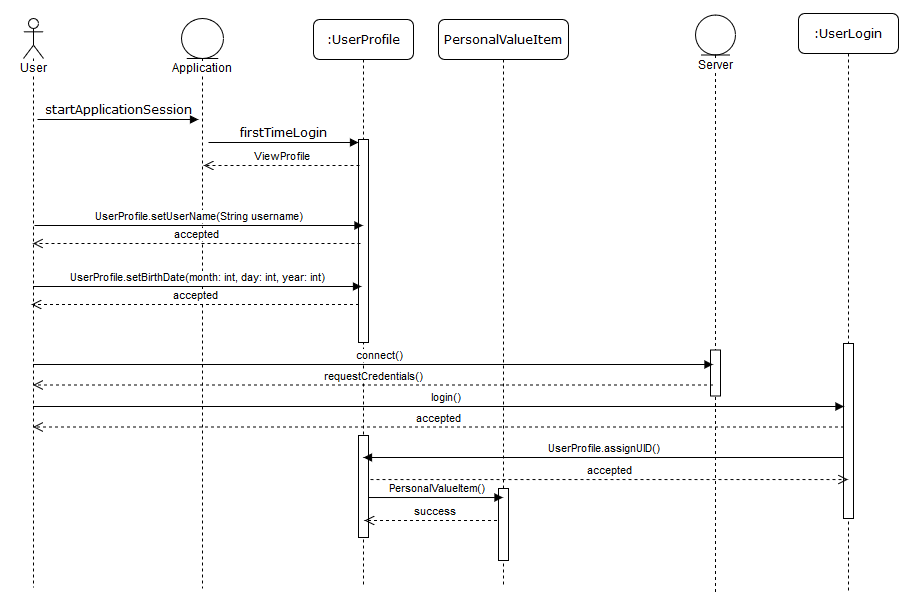 User
Application
:UserProfile
PersonalValueItem
Server
:UserLogin
startApplicationSession
firstTimeLogin
ViewProfile
UserProfile.setUserName(String username)
accepted
UserProfile.setBirthDate(month: int, day: int, year: int)
accepted
connect()
requestCredentials()
login()
accepted
UserProfile.assignUID()
accepted
PersonalValueItem()
success